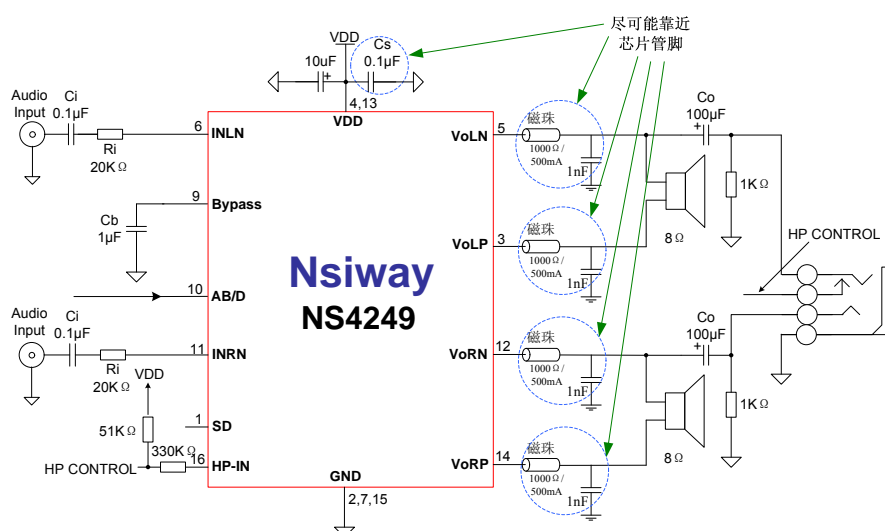 尽可能靠近
芯片管脚
VDD
Cs
10uF
+
0.1µF
4,13
VDD
Audio
Input
Ci
0.1µF
Ri
20KΩ
6
INLN
9
Bypass
Cb
1µF
10
AB/D
Audio
Input
Ci
0.1µF
Ri
20KΩ
11
INRN
VDD
51KΩ
1
SD
330KΩ
16
HP-IN
HP CONTROL
GND
2,7,15
Nsiway
NS4249
VoLN
5
磁珠
1000Ω/
500mA
1nF
VoLP
3
磁珠
1000Ω/
500mA
1nF
8Ω
Co
100µF
+
1KΩ
HP CONTROL
VoRN
12
磁珠
1000Ω/
500mA
1nF
VoRP
14
磁珠
1000Ω/
500mA
1nF
8Ω
Co
100µF
+
1KΩ